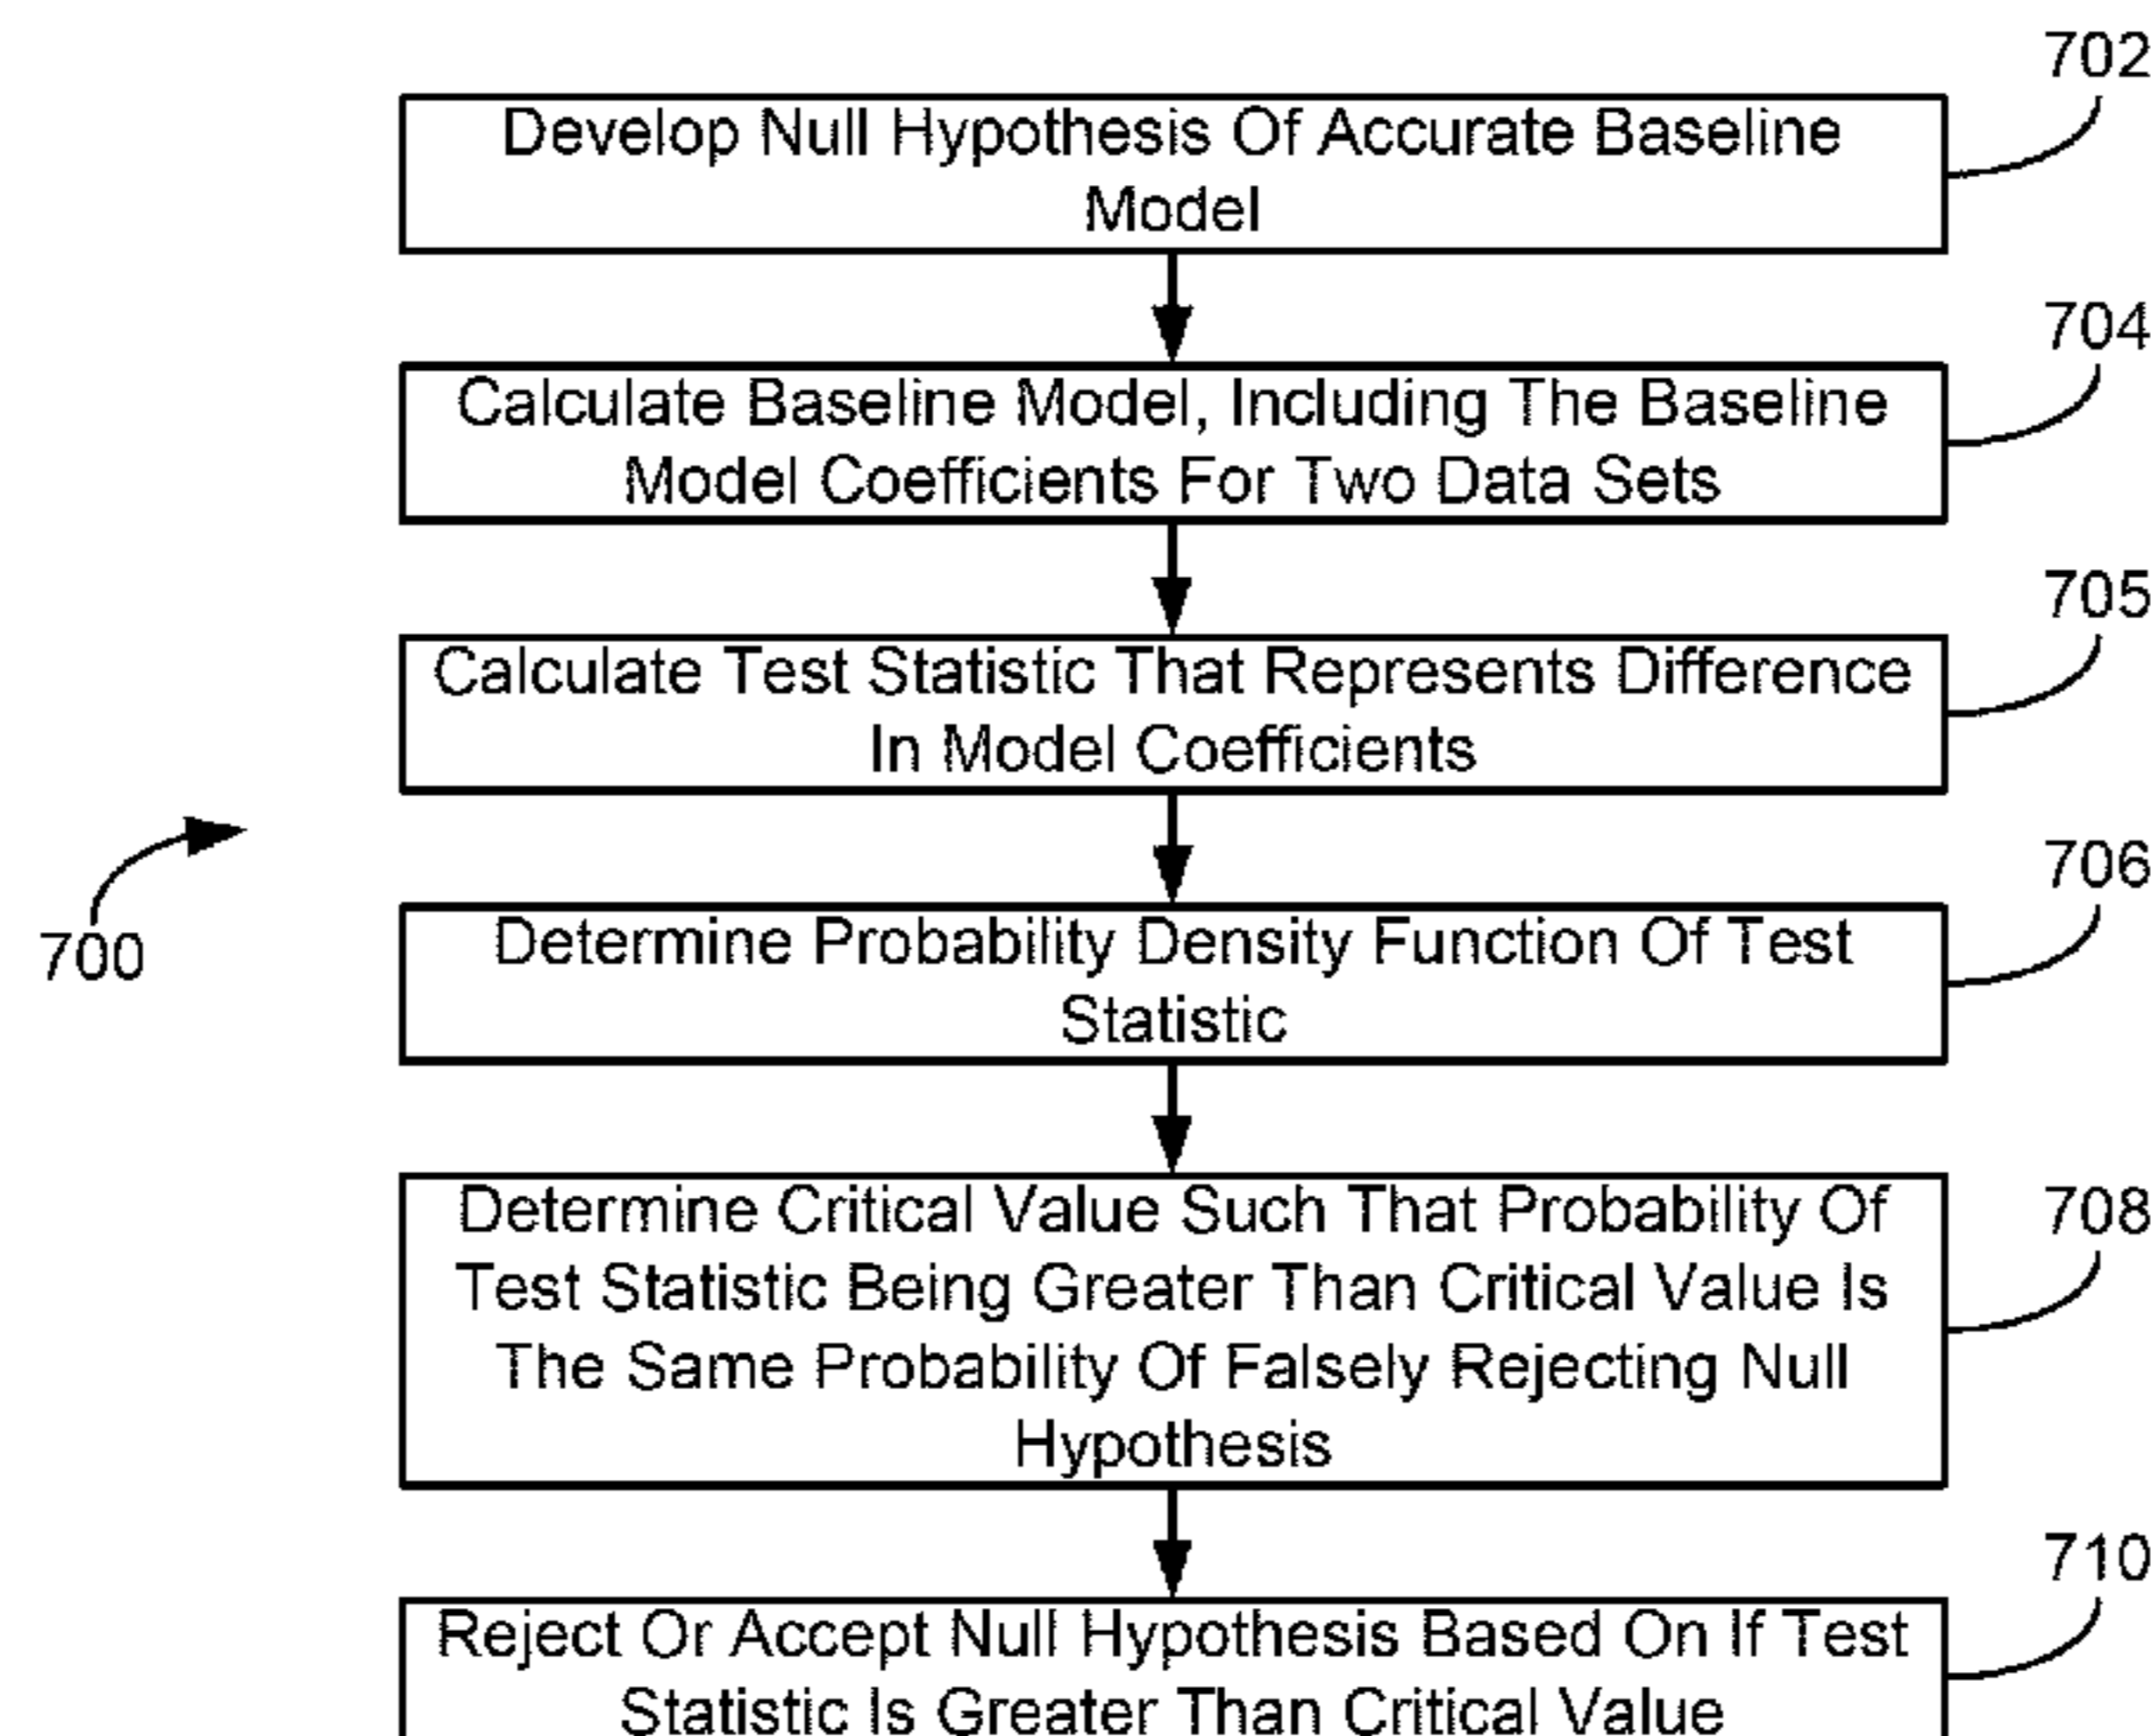 702
Develop Null Hypothesis Of Accurate Baseline
Model
704
Calculate Baseline Model, Including The Baseline
Model Coefficients For Two Data Sets
705
Calculate Test Statistic That Represents Difference
In Model Coefficients
700
706
Determine Probability Density Function Of Test
Statistic
708
Determine Critical Value Such That Probability Of
Test Statistic Being Greater Than Critical Value Is
The Same Probability Of Falsely Rejecting Null
Hypothesis
710
Reject Or Accept Null Hypothesis Based On If Test
Statistic Is Greater Than Critical Value